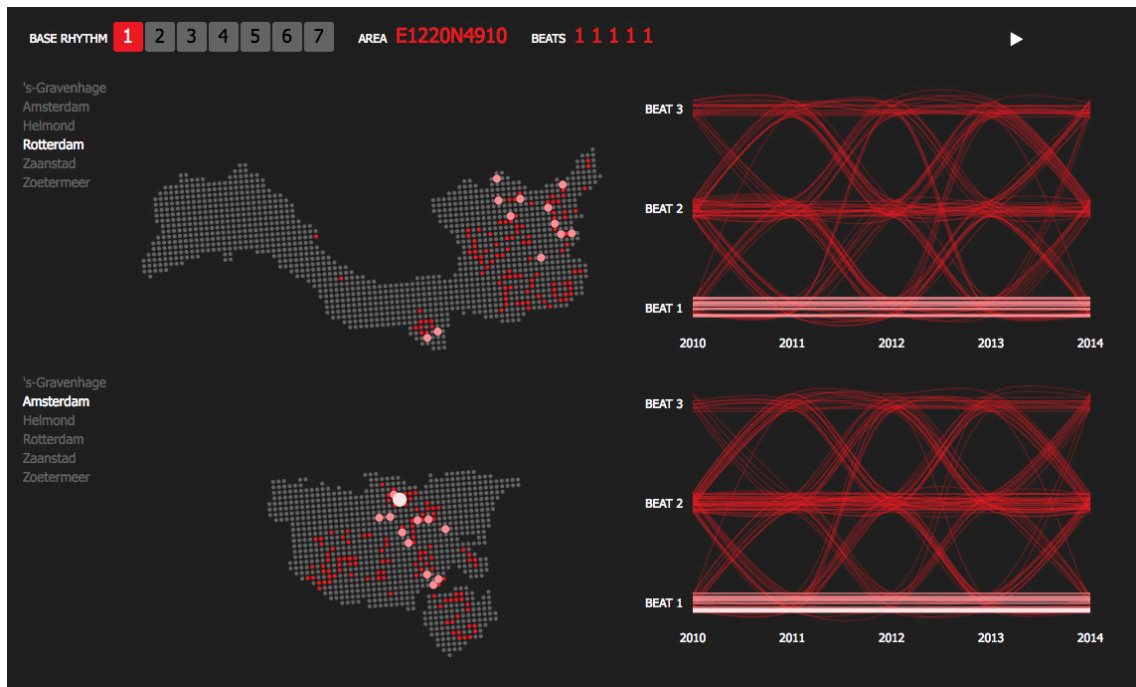 BASE RHYTHM 1 2 3 4 5 6 7 AREA E1220N4910 BEATS 1 1 1 1 1
's-Gravenhage
Amsterdam
Helmond
Rotterdam
Zaanstad
Zoetermeer
BEAT 3
BEAT 2
BEAT 1
2010 2011 2012 2013 2014
's-Gravenhage
Amsterdam
Helmond
Rotterdam
Zaanstad
Zoetermeer
BEAT 3
BEAT 2
BEAT 1
2010 2011 2012 2013 2014